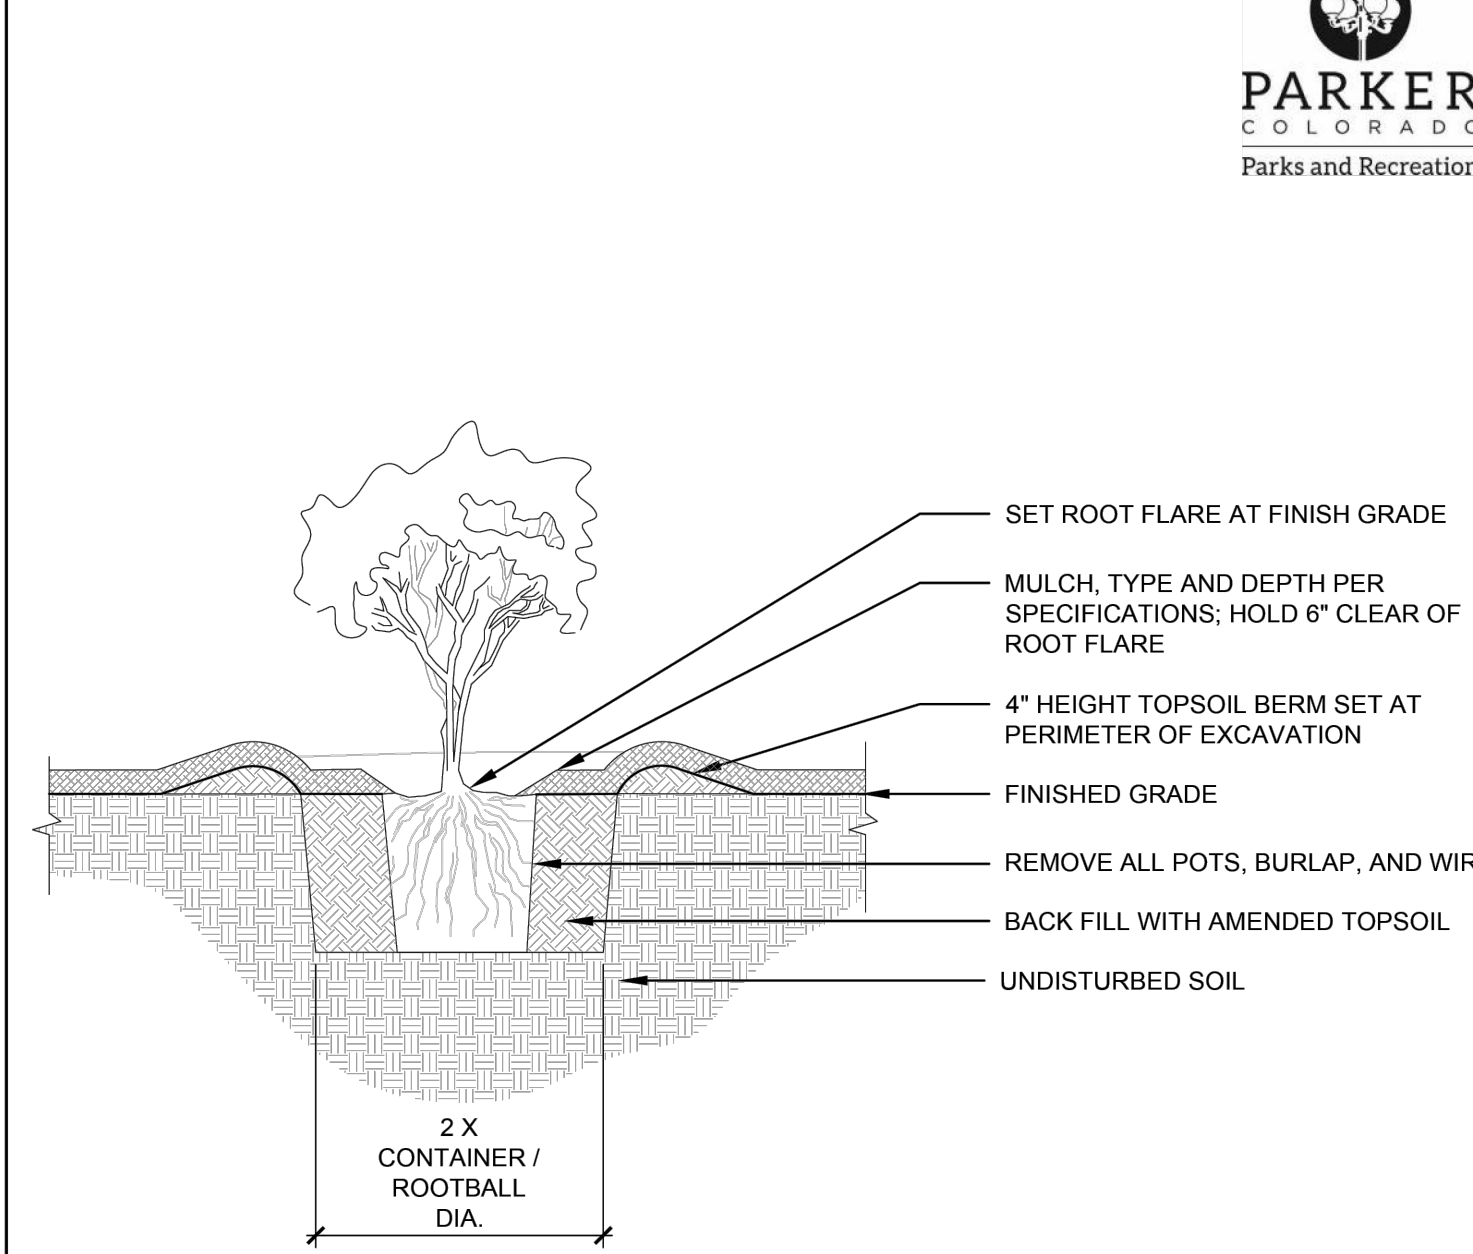 PARKER
COLORADO
Parks and Recreation
SET ROOT FLARE AT FINISH GRADE
MULCH, TYPE AND DEPTH PER
SPECIFICATIONS; HOLD 6" CLEAR OF
ROOT FLARE
4" HEIGHT TOPSOIL BERM SET AT
PERIMETER OF EXCAVATION
FINISHED GRADE
REMOVE ALL POTS, BURLAP, AND
BACK FILL WITH AMENDED TOPSOIL
UNDISTURBED SOIL
2 X
CONTAINER /
ROOTBALL
DIA.